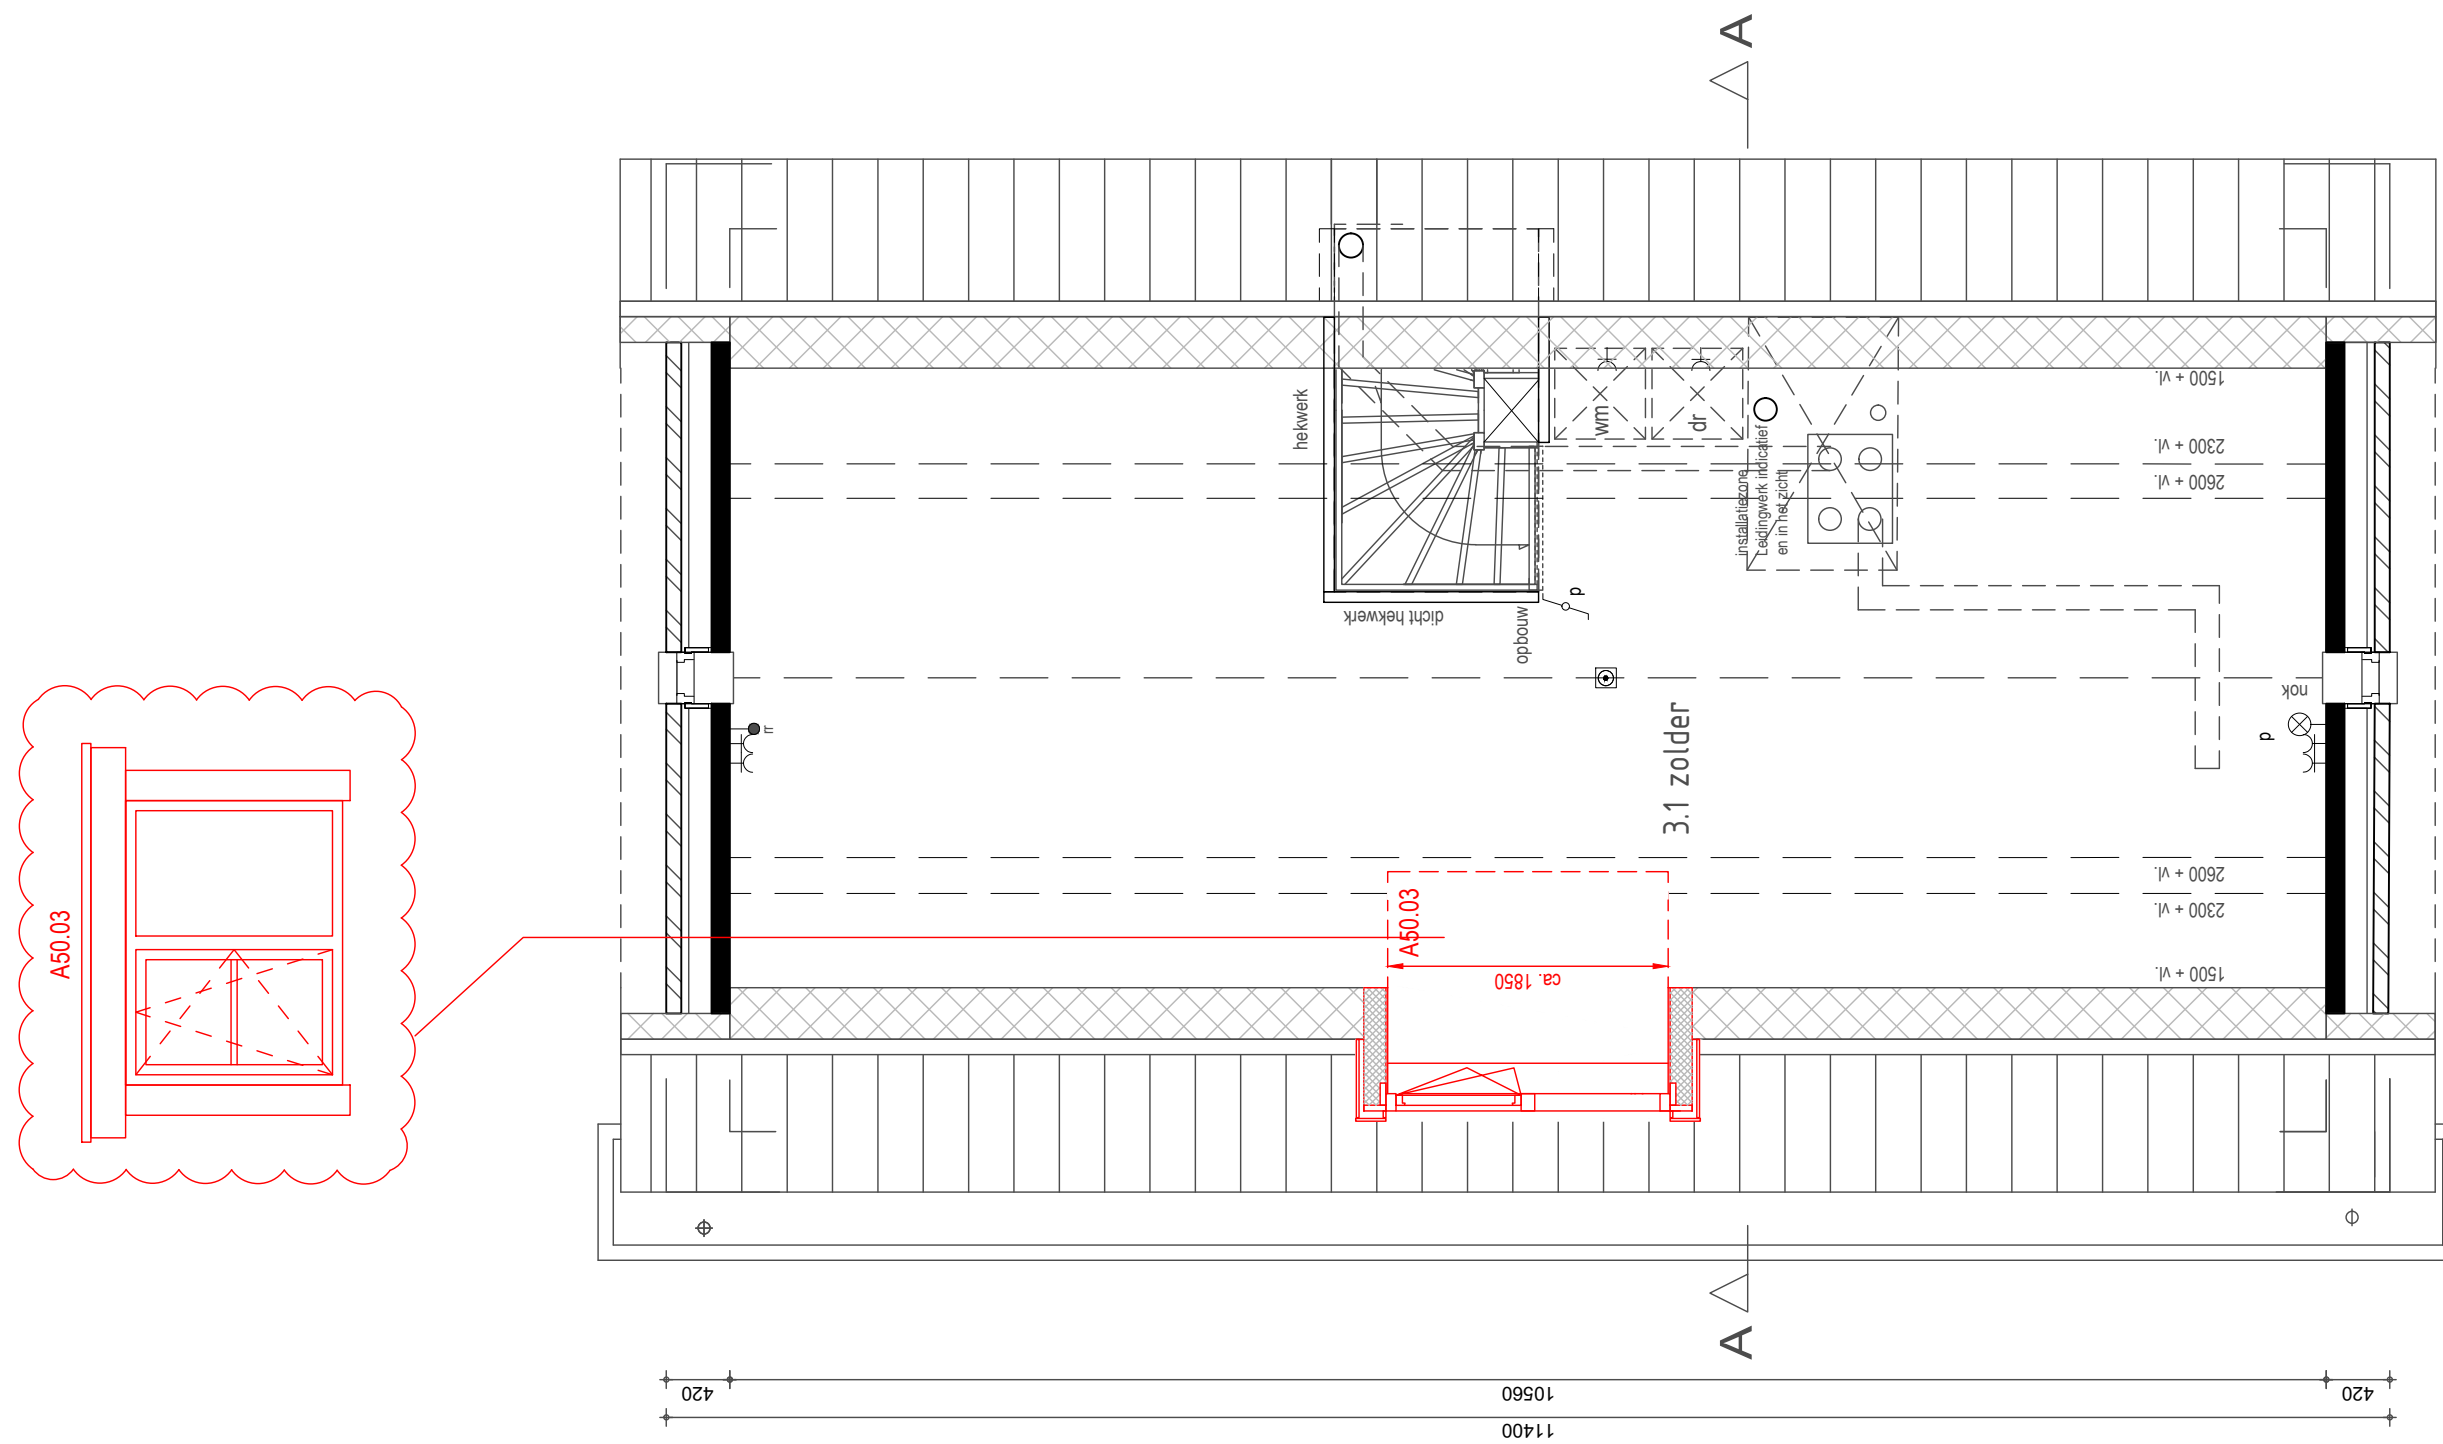 A
hekwerk
wm
dr
1500 + vl.
2300 + vl.
2600 + vl.
installatiezone
Leidingwerk indicatief
en in het zicht
dicht hekwerk
opbouw
p
nok
rr
p
3.1 zolder
A50.03
A50.03
ca. 1850
2600 + vl.
2300 + vl.
1500 + vl.
A
420
10560
420
11400